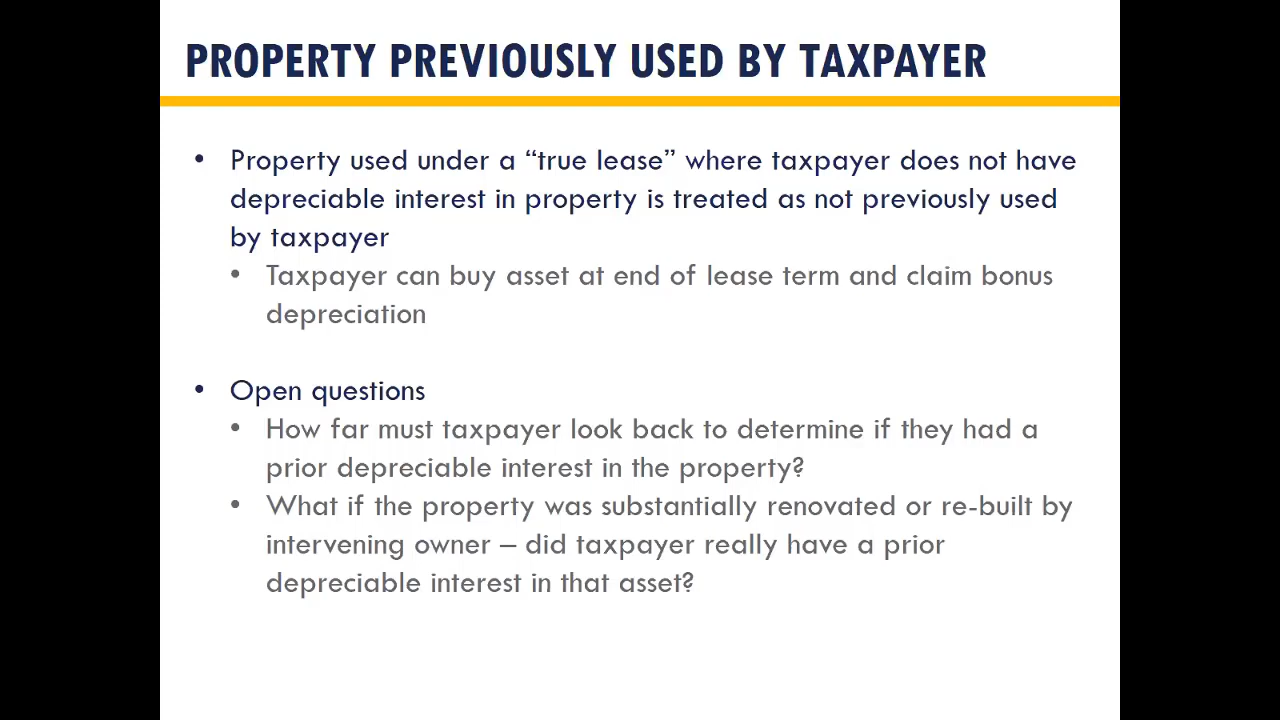 PROPERTY PREVIOUSLY USED BY TAXPAYER
• Property used under a “true lease” where taxpayer does not have
depreciable interest in property is treated as not previously used
by taxpayer
• Taxpayer can buy asset at end of lease term and claim bonus
depreciation
• Open questions
• How far must taxpayer look back to determine if they had a
prior depreciable interest in the property?
• What if the property was substantially renovated or re-built by
intervening owner – did taxpayer really have a prior
depreciable interest in that asset?